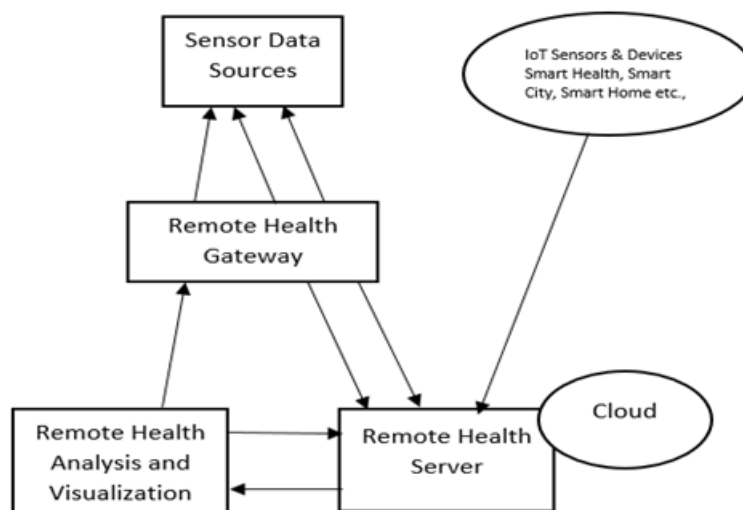 Sensor Data
Sources
IoT Sensors & Devices
Smart Health, Smart
City, Smart Home etc.,
Remote Health
Gateway
Remote Health
Analysis and
Visualization
Remote Health
Server
Cloud